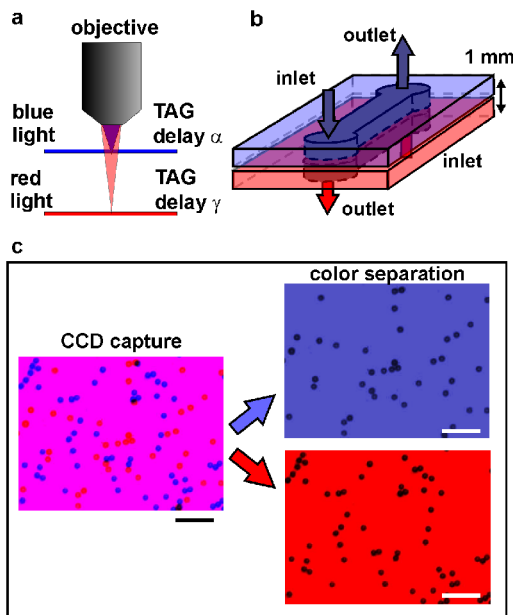 a
objective
blue light
TAG delay α
red light
TAG delay γ
b
outlet
inlet
1 mm
inlet
outlet
c
CCD capture
color separation